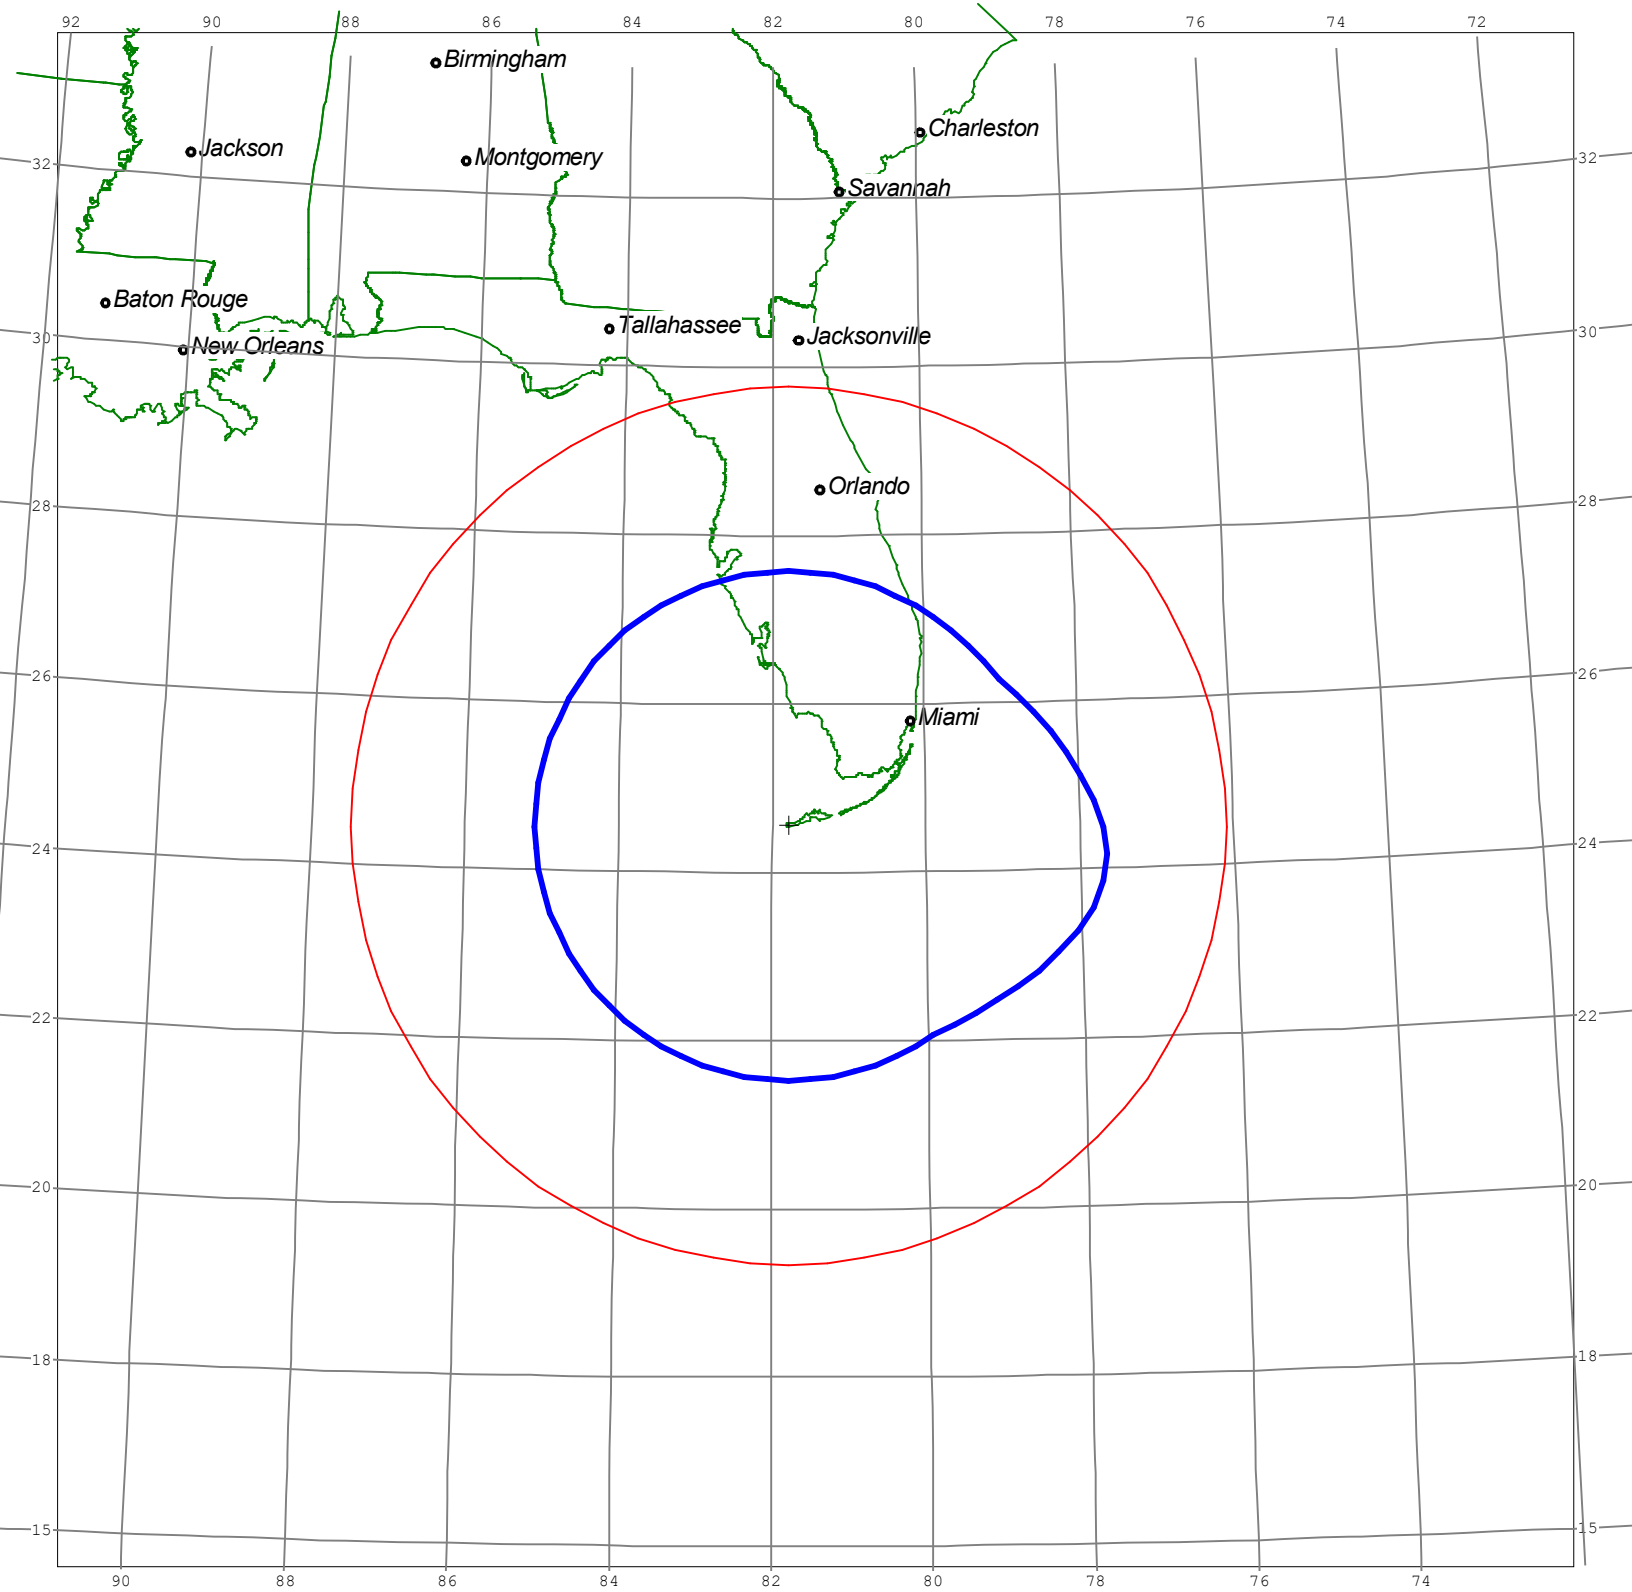 92 90 88 86 84 82 80 78 76 74 72
Birmingham
Charleston
Jackson
Montgomery
32 32
Savannah
Baton Rouge
Tallahassee
30 30
Jacksonville
New Orleans
Orlando
28 28
26 26
Miami
24 24
22 22
20 20
18 18
15 15
90 88 86 84 82 80 78 76 74